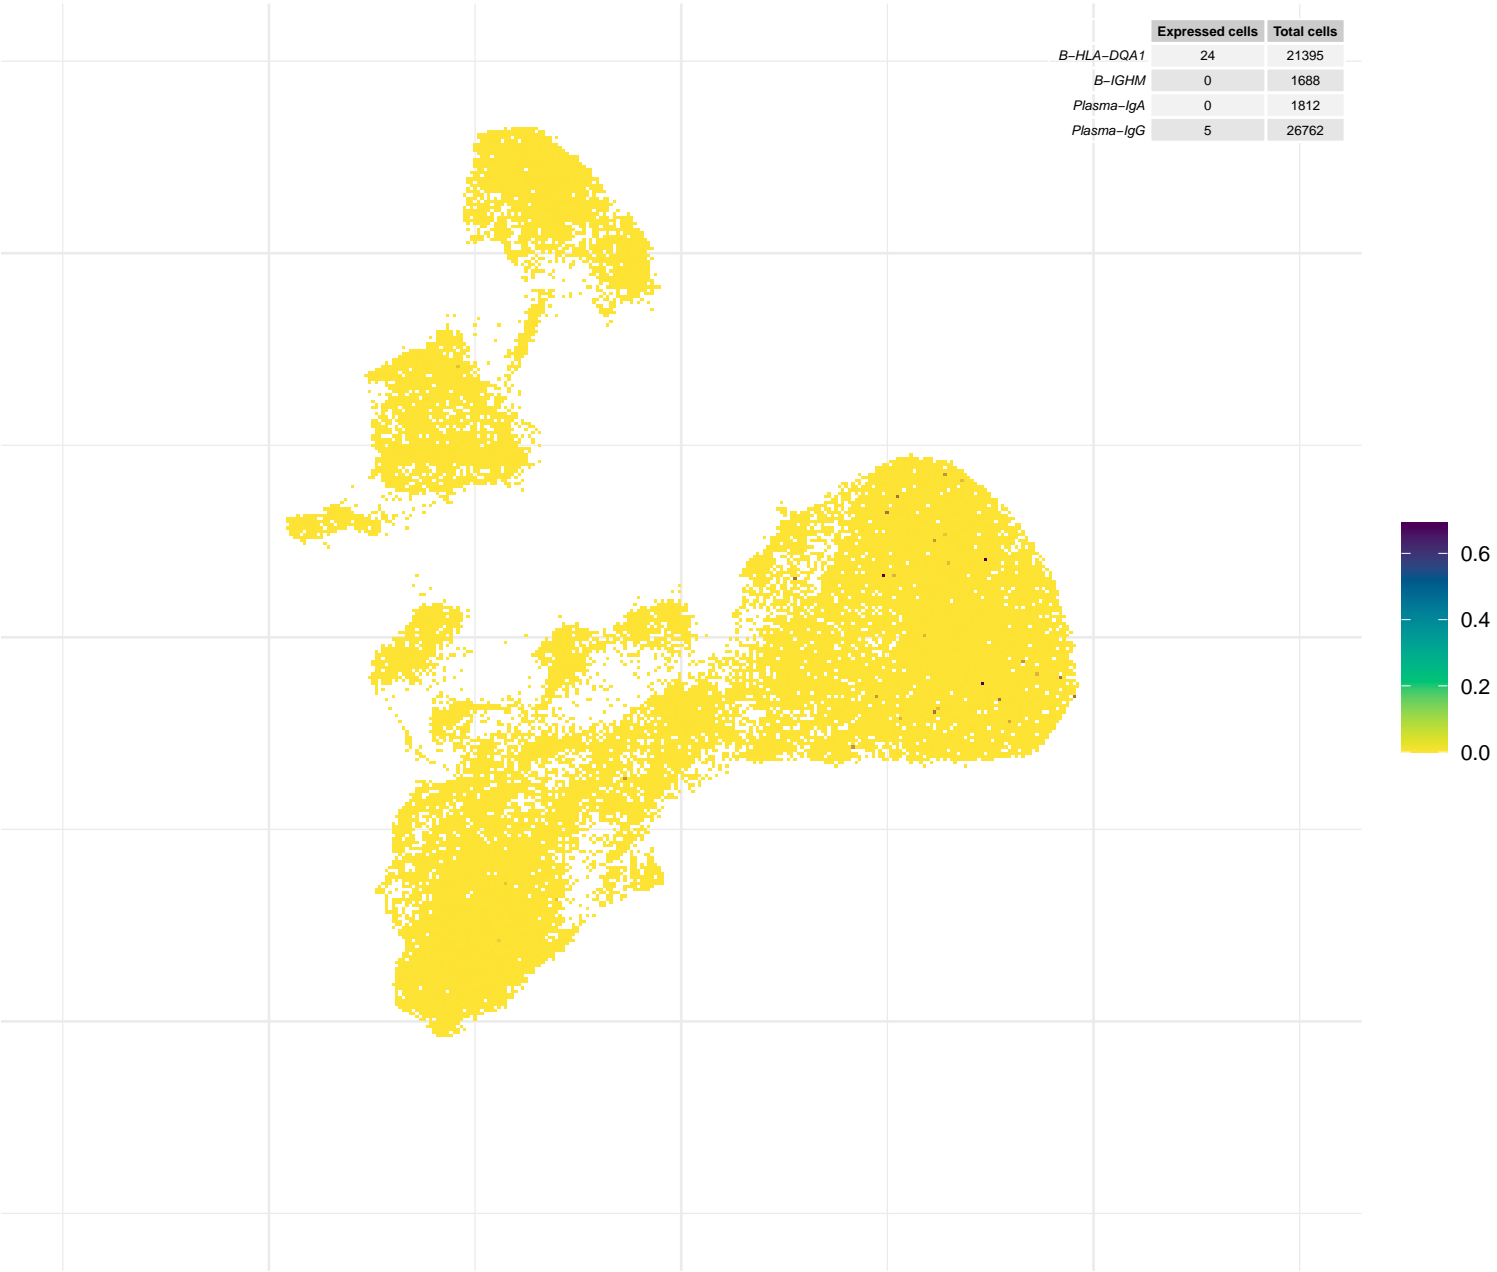 Expressed cells Total cells
B−HLA−DQA1 24 21395
B−IGHM 0 1688
Plasma−IgA 0 1812
Plasma−IgG 5 26762
0.6
0.4
0.2
0.0